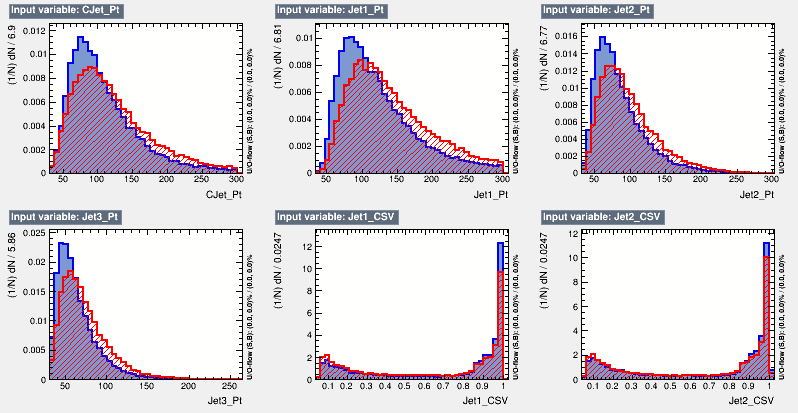 Input variable: CJet_Pt
Input variable: Jet1_Pt
Input variable: Jet2_Pt
(1/N) dN / 6.9
0.012
0.01
0.008
0.006
0.004
0.002
0
50 100 150 200 250 300
CJet_Pt
U/O-flow (S,B): (0.0, 0.0)% / (0.0, 0.0)%
(1/N) dN / 6.81
0.01
0.008
0.006
0.004
0.002
0
50 100 150 200 250 300
Jet1_Pt
U/O-flow (S,B): (0.0, 0.0)% / (0.0, 0.0)%
(1/N) dN / 6.77
0.016
0.014
0.012
0.01
0.008
0.006
0.004
0.002
0
50 100 150 200 250 300
Jet2_Pt
U/O-flow (S,B): (0.0, 0.0)% / (0.0, 0.0)%
Input variable: Jet3_Pt
Input variable: Jet1_CSV
Input variable: Jet2_CSV
(1/N) dN / 5.86
0.025
0.02
0.015
0.01
0.005
0
50 100 150 200 250
Jet3_Pt
U/O-flow (S,B): (0.0, 0.0)% / (0.0, 0.0)%
(1/N) dN / 0.0247
12
10
8
6
4
2
0
0.1 0.2 0.3 0.4 0.5 0.6 0.7 0.8 0.9 1
Jet1_CSV
U/O-flow (S,B): (0.0, 0.0)% / (0.0, 0.0)%
(1/N) dN / 0.0247
12
10
8
6
4
2
0
0.1 0.2 0.3 0.4 0.5 0.6 0.7 0.8 0.9 1
Jet2_CSV
U/O-flow (S,B): (0.0, 0.0)% / (0.0, 0.0)%